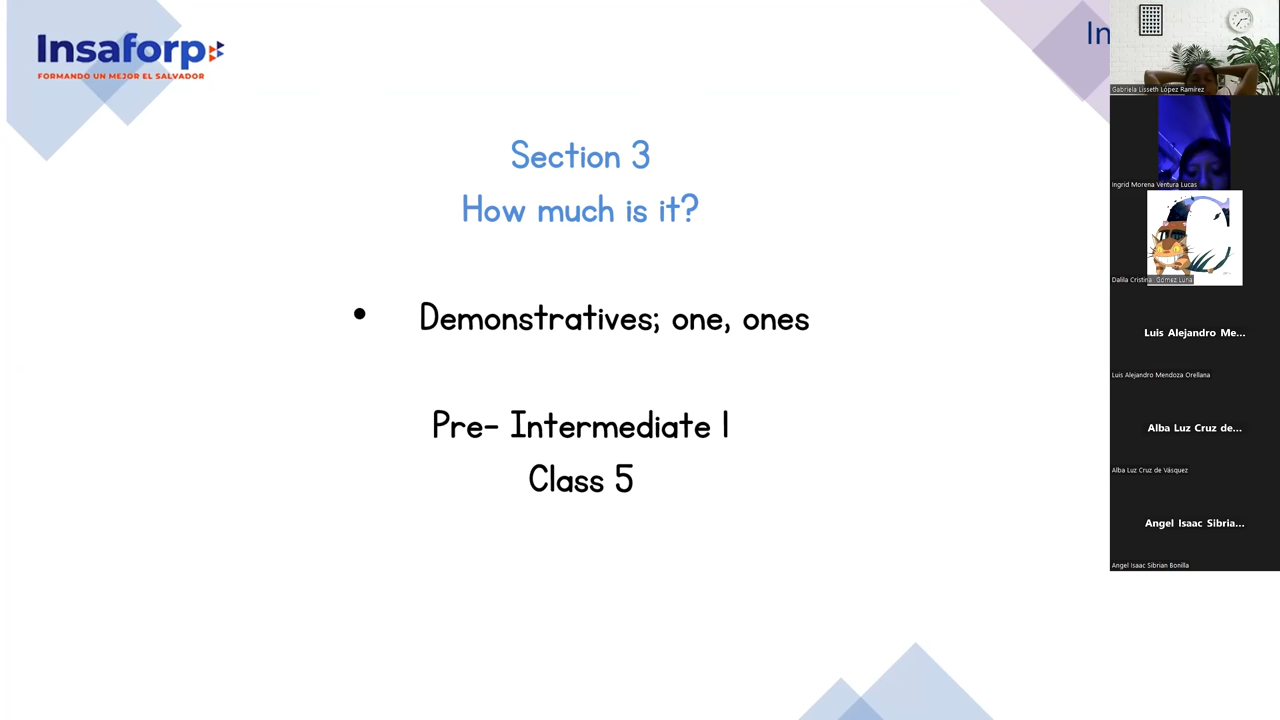 Insaforp
FORMANDO UN MEJOR EL SALVADOR
In
Section 3
How much is it?
• Demonstratives; one, ones
Pre- Intermediate 1
Class 5
Gabriela Lisseth López Ramírez
Ingrid Morena Ventura Lucas
Dalila Cristina Gómez Luna
Luis Alejandro Me...
Luis Alejandro Mendoza Orellana
Alba Luz Cruz de...
Alba Luz Cruz de Vásquez
Angel Isaac Sibria...
Angel Isaac Sibrian Bonilla